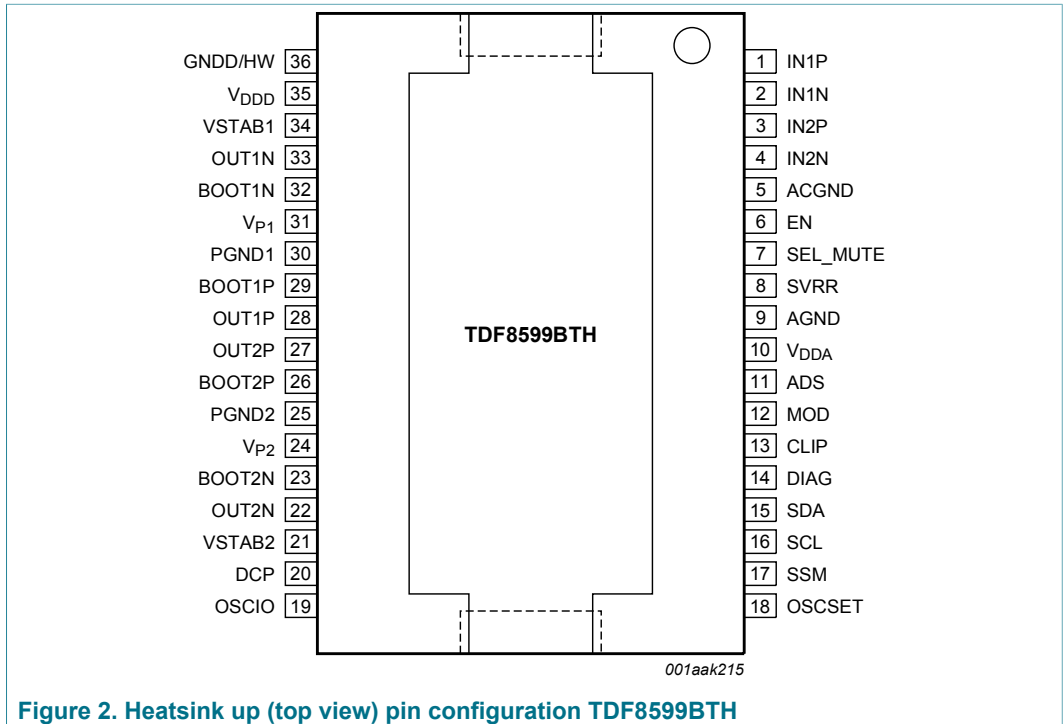 GNDD/HW 36
VDDD 35
VSTAB1 34
OUT1N 33
BOOT1N 32
VP1 31
PGND1 30
BOOT1P 29
OUT1P 28
OUT2P 27
BOOT2P 26
PGND2 25
VP2 24
BOOT2N 23
OUT2N 22
VSTAB2 21
DCP 20
OSCIO 19
TDF8599BTH
1 IN1P
2 IN1N
3 IN2P
4 IN2N
5 ACGND
6 EN
7 SEL_MUTE
8 SVRR
9 AGND
10 VDDA
11 ADS
12 MOD
13 CLIP
14 DIAG
15 SDA
16 SCL
17 SSM
18 OSCSET
001aak215
Figure 2. Heatsink up (top view) pin configuration TDF8599BTH